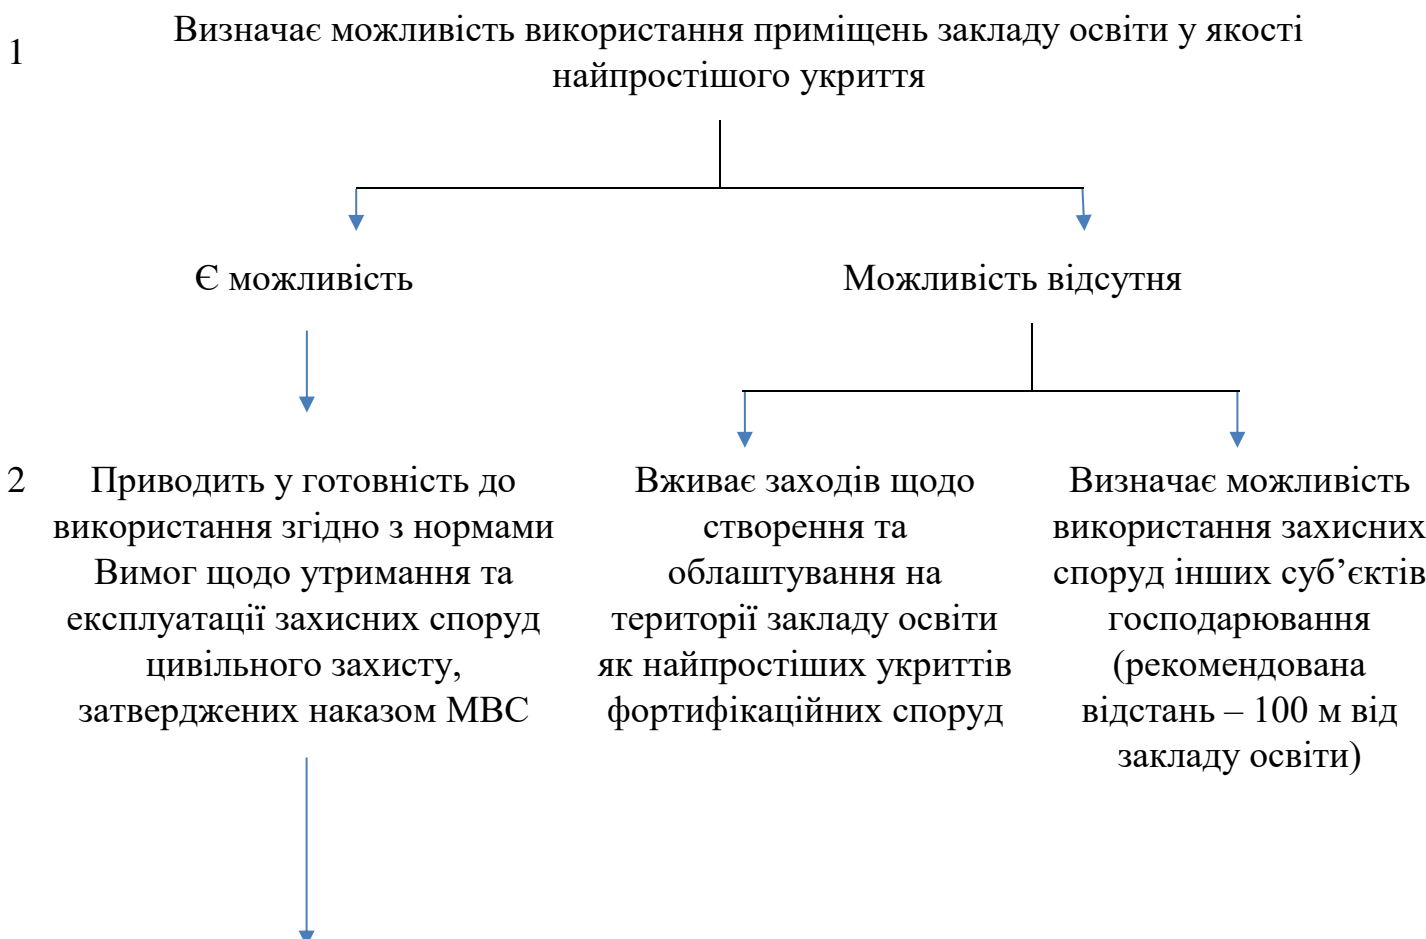 1
Визначає можливість використання приміщень закладу освіти у якості
найпростішого укриття
Є можливість
Можливість відсутня
2
Приводить у готовність до
використання згідно з нормами
Вимог щодо утримання та
експлуатації захисних споруд
цивільного захисту,
затверджених наказом МВС
Вживає заходів щодо
створення та
облаштування на
території закладу освіти
як найпростіших укриттів
фортифікаційних споруд
Визначає можливість
використання захисних
споруд інших суб’єктів
господарювання
(рекомендована
відстань – 100 м від
закладу освіти)